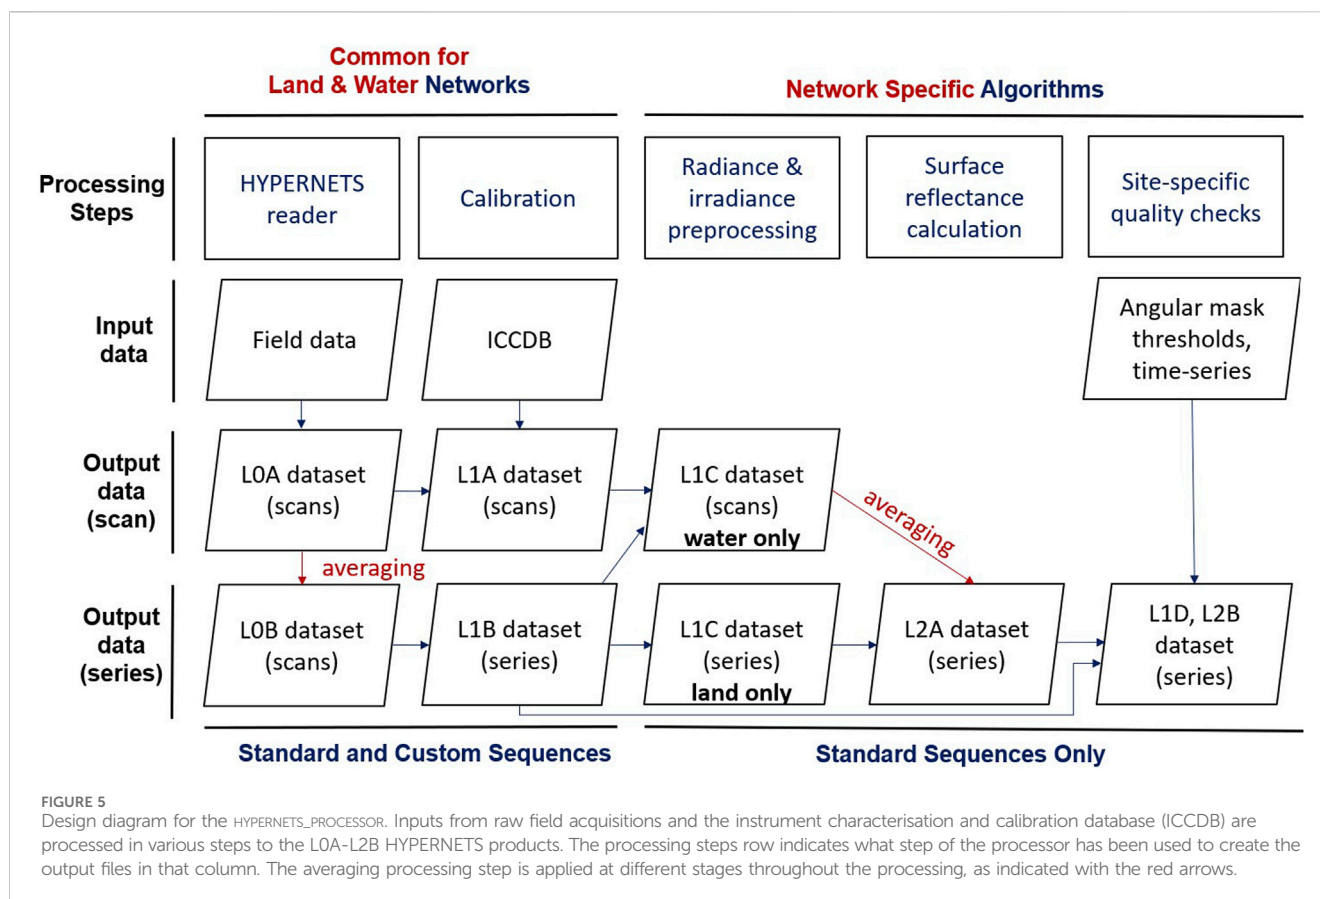 Common for
Land & Water Networks
Network Specific Algorithms
Processing
Steps
HYPERNETS
reader
Calibration
Radiance &
irradiance
preprocessing
Surface
reflectance
calculation
Site-specific
quality checks
Input
data
Field data
ICCDB
Angular mask
thresholds,
time-series
Output
data
(scan)
L0A dataset
(scans)
L1A dataset
(scans)
L1C dataset
(scans)
water only
averaging
averaging
Output
data
(series)
L0B dataset
(scans)
L1B dataset
(series)
L1C dataset
(series)
land only
L2A dataset
(series)
L1D, L2B
dataset
(series)
Standard and Custom Sequences
Standard Sequences Only
FIGURE 5
Design diagram for the HYPERNETS_PROCESSOR. Inputs from raw field acquisitions and the instrument characterisation and calibration database (ICCDB) are
processed in various steps to the L0A-L2B HYPERNETS products. The processing steps row indicates what step of the processor has been used to create the
output files in that column. The averaging processing step is applied at different stages throughout the processing, as indicated with the red arrows.